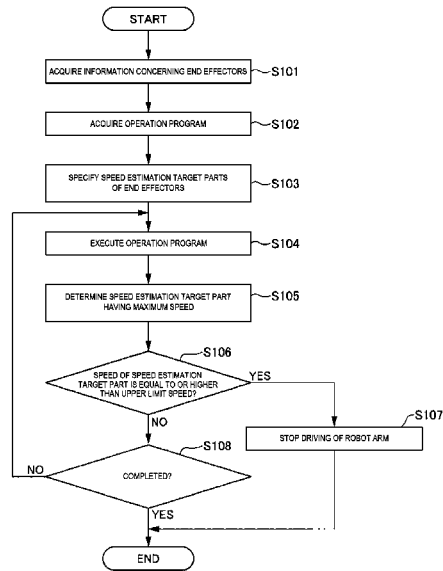 START
ACQUIRE INFORMATION CONCERNING END EFFECTORS
S101
ACQUIRE OPERATION PROGRAM
S102
SPECIFY SPEED ESTIMATION TARGET PARTS
OF END EFFECTORS
S103
EXECUTE OPERATION PROGRAM
S104
DETERMINE SPEED ESTIMATION TARGET PART
HAVING MAXIMUM SPEED
S105
S106
SPEED OF SPEED ESTIMATION
TARGET PART IS EQUAL TO OR HIGHER
THAN UPPER LIMIT SPEED?
YES
S107
STOP DRIVING OF ROBOT ARM
NO
S108
COMPLETED?
NO
YES
END